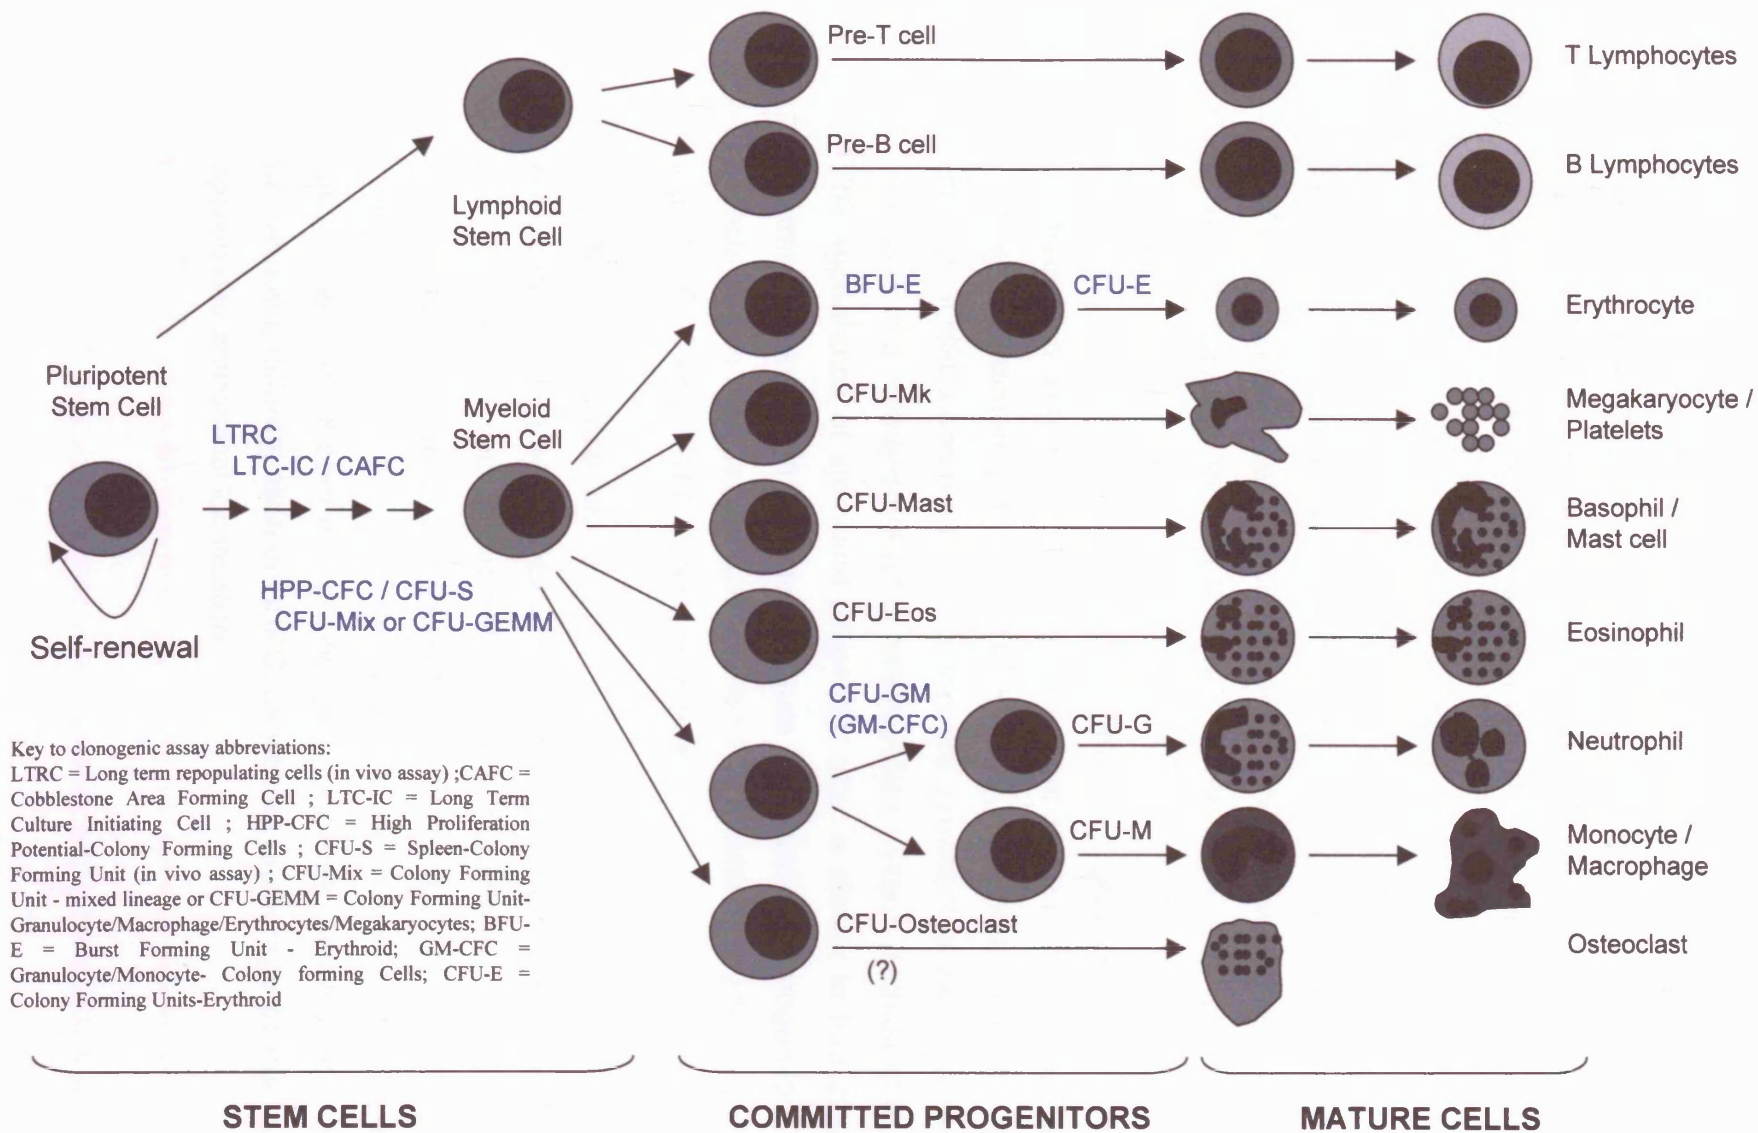 Pre-T cell
T Lymphocytes
Pre-B cell
B Lymphocytes
Lymphoid
Stem Cell
BFU-E
CFU-E
Erythrocyte
Pluripotent
Stem Cell
Myeloid
Stem Cell
CFU-Mk
Megakaryocyte /
Platelets
LTRC
LTC-IC / CAFC
CFU-Mast
Basophil /
Mast cell
HPP-CFC / CFU-S
CFU-Mix or CFU-GEMM
Self-renewal
CFU-Eos
Eosinophil
CFU-GM
(GM-CFC)
CFU-G
Neutrophil
CFU-M
Monocyte /
Macrophage
CFU-Osteoclast
(?)
Osteoclast
Key to clonogenic assay abbreviations:
LTRC = Long term repopulating cells (in vivo assay) ;CAFC =
Cobblestone Area Forming Cell ; LTC-IC = Long Term
Culture Initiating Cell ; HPP-CFC = High Proliferation
Potential-Colony Forming Cells ; CFU-S = Spleen-Colony
Forming Unit (in vivo assay) ; CFU-Mix = Colony Forming
Unit - mixed lineage or CFU-GEMM = Colony Forming Unit-
Granulocyte/Macrophage/Erythrocytes/Megakaryocytes; BFU-
E = Burst Forming Unit - Erythroid; GM-CFC =
Granulocyte/Monocyte- Colony forming Cells; CFU-E =
Colony Forming Units-Erythroid
STEM CELLS
COMMITTED PROGENITORS
MATURE CELLS